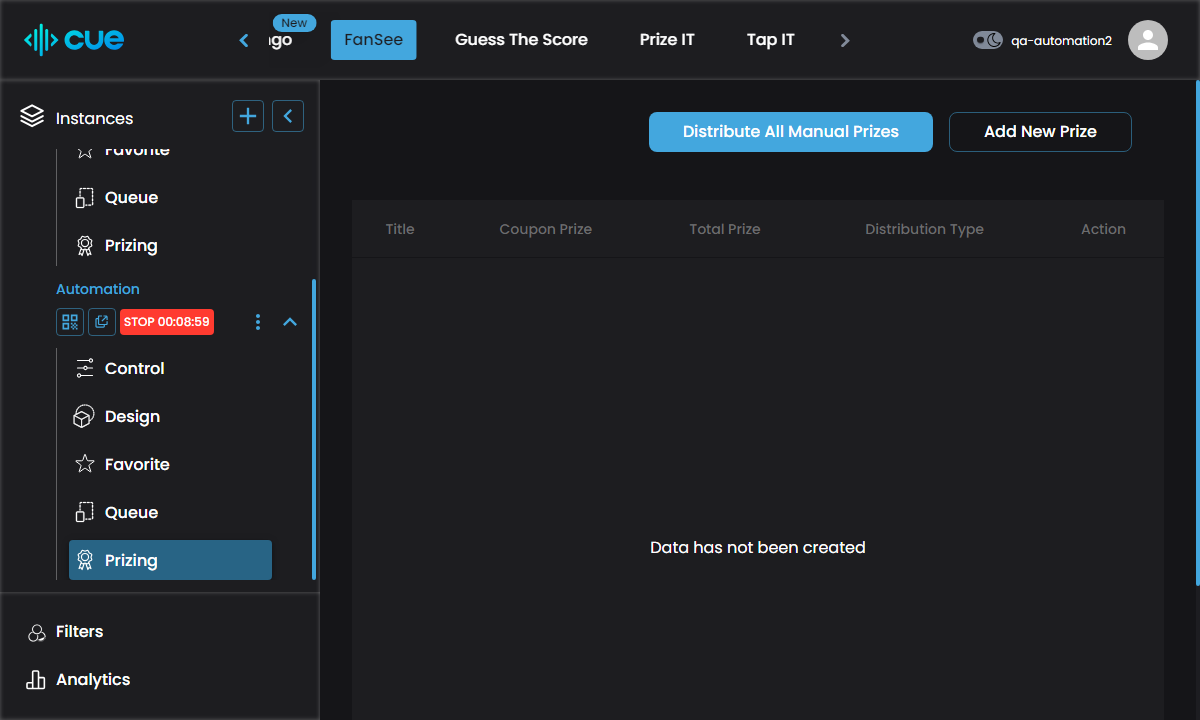 cue
New
ngo
FanSee
Guess The Score
Prize IT
Tap IT
qa-automation2
Instances
Favorite
Queue
Prizing
Automation
STOP 00:08:59
Control
Design
Favorite
Queue
Prizing
Filters
Analytics
Distribute All Manual Prizes
Add New Prize
Title Coupon Prize Total Prize Distribution Type Action
Data has not been created